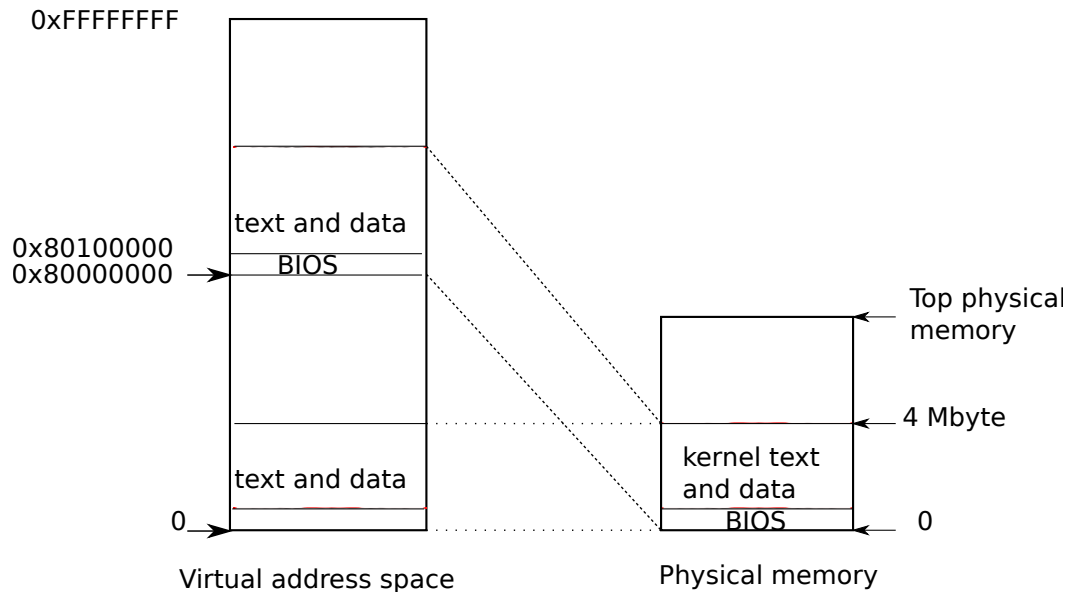 0xFFFFFFFF
text and data
0x80100000
BIOS
0x80000000
Top physical
memory
4 Mbyte
kernel text
and data
text and data
BIOS
0
0
Virtual address space
Physical memory